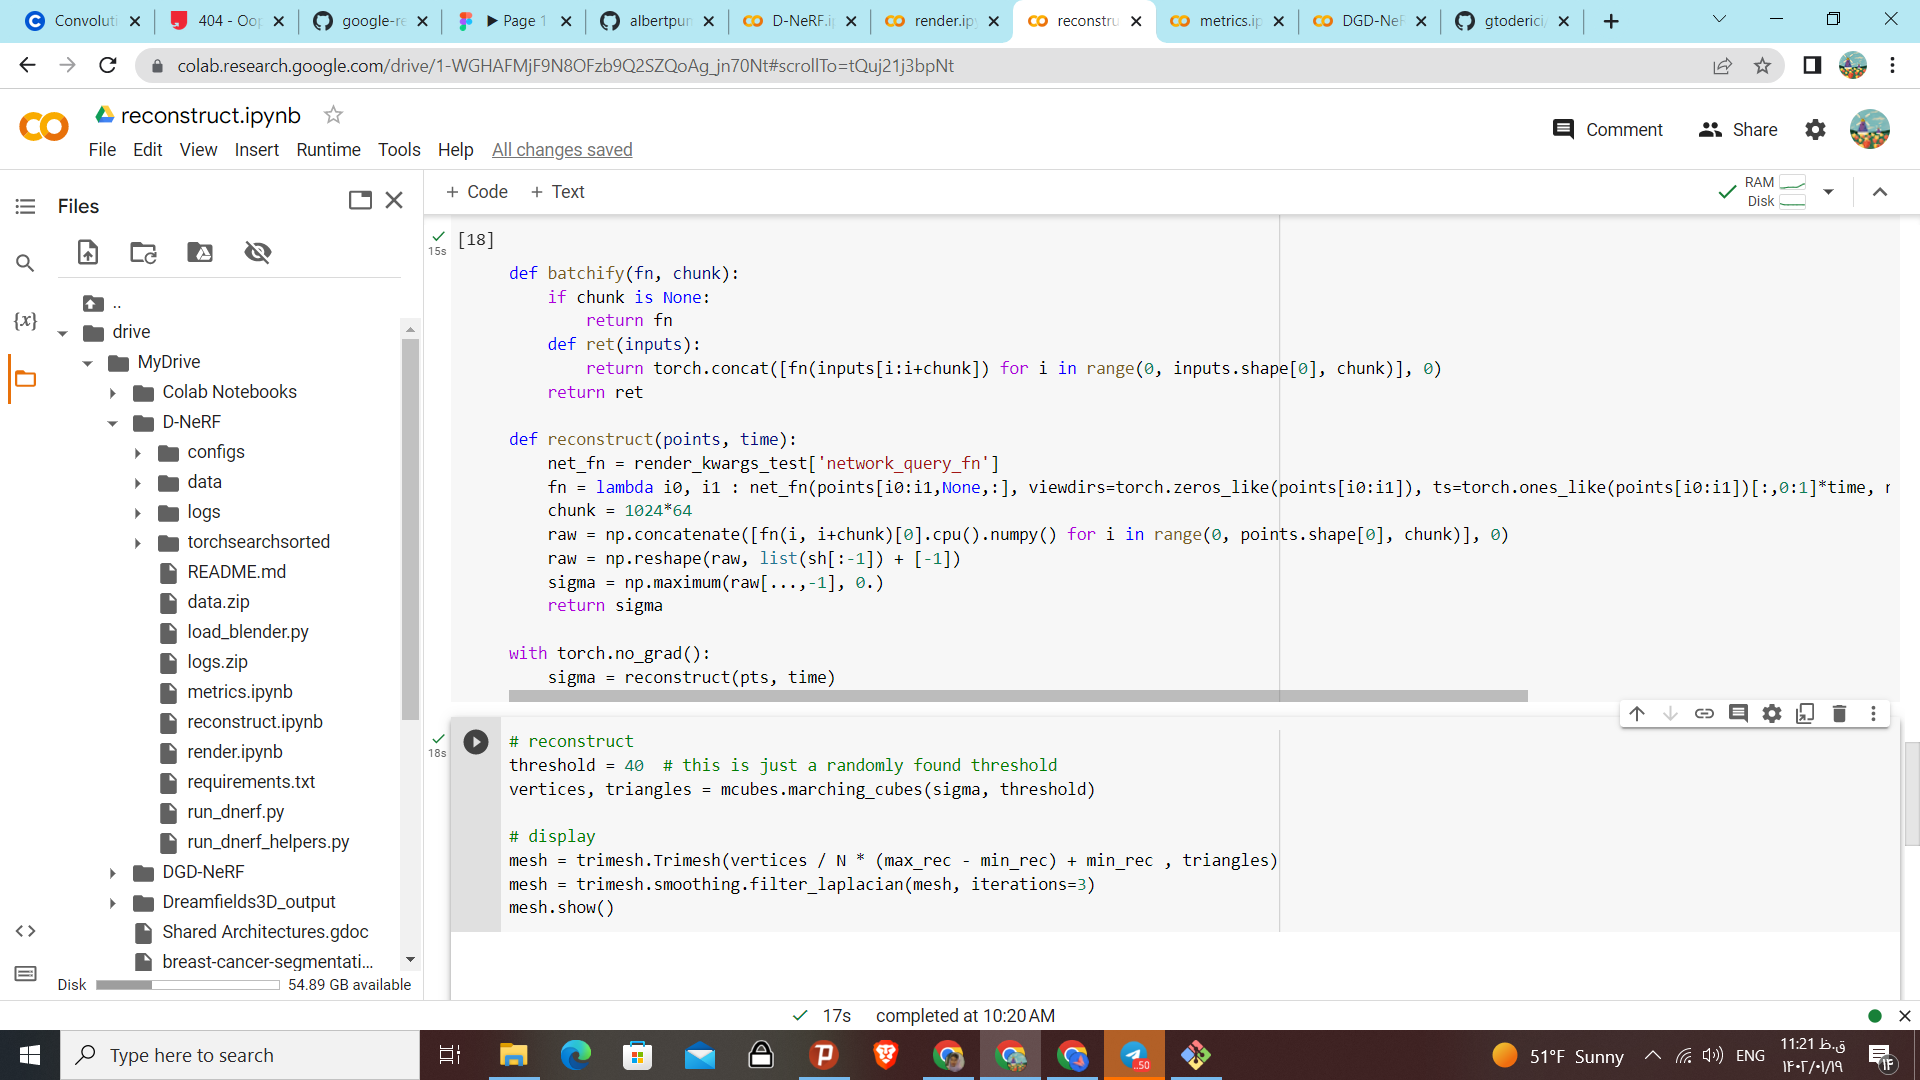 Convoluti
404 - Oop
google-re
Page 1
albertpum
D-NeRF.i
render.ip
reconstru
metrics.ip
DGD-NeF
gtoderici/
colab.research.google.com/drive/1-WGHAFMjF9N8OFzb9Q2SZQoAg_jn70Nt#scrollTo=tQuj21j3bpNt
reconstruct.ipynb
Comment
Share
File Edit View Insert Runtime Tools Help All changes saved
Files
+ Code + Text
RAM
Disk
..
drive
MyDrive
Colab Notebooks
D-NeRF
configs
data
logs
torchsearchsorted
README.md
data.zip
load_blender.py
logs.zip
metrics.ipynb
reconstruct.ipynb
render.ipynb
requirements.txt
run_dnerf.py
run_dnerf_helpers.py
DGD-NeRF
Dreamfields3D_output
Shared Architectures.gdoc
breast-cancer-segmentati...
Disk 54.89 GB available
{x}
15s
[18]
def batchify(fn, chunk):
if chunk is None:
return fn
def ret(inputs):
return torch.concat([fn(inputs[i:i+chunk]) for i in range(0, inputs.shape[0], chunk)], 0)
return ret
def reconstruct(points, time):
net_fn = render_kwargs_test['network_query_fn']
fn = lambda i0, i1 : net_fn(points[i0:i1,None,:], viewdirs=torch.zeros_like(points[i0:i1]), ts=torch.ones_like(points[i0:i1])[:,0:1]*time, r
chunk = 1024*64
raw = np.concatenate([fn(i, i+chunk)[0].cpu().numpy() for i in range(0, points.shape[0], chunk)], 0)
raw = np.reshape(raw, list(sh[:-1]) + [-1])
sigma = np.maximum(raw[...,-1], 0.)
return sigma
with torch.no_grad():
sigma = reconstruct(pts, time)
18s
# reconstruct
threshold = 40 # this is just a randomly found threshold
vertices, triangles = mcubes.marching_cubes(sigma, threshold)
# display
mesh = trimesh.Trimesh(vertices / N * (max_rec - min_rec) + min_rec , triangles)
mesh = trimesh.smoothing.filter_laplacian(mesh, iterations=3)
mesh.show()
17s completed at 10:20 AM
Type here to search
..50
51°F Sunny
ENG
11:21 ق.ظ
۱۴۰۲/۰۱/۱۹
۱۴